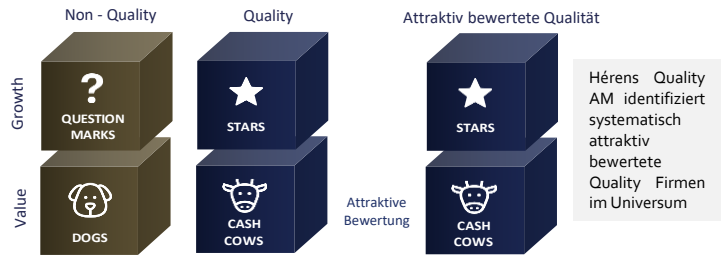 Non - Quality
Quality
Attraktiv bewertete Qualität
Growth
?
QUESTION
MARKS
STARS
STARS
Value
DOGS
CASH
COWS
Attraktive
Bewertung
CASH
COWS
Hérens Quality
AM identifiziert
systematisch
attraktiv
bewertete
Quality Firmen
im Universum